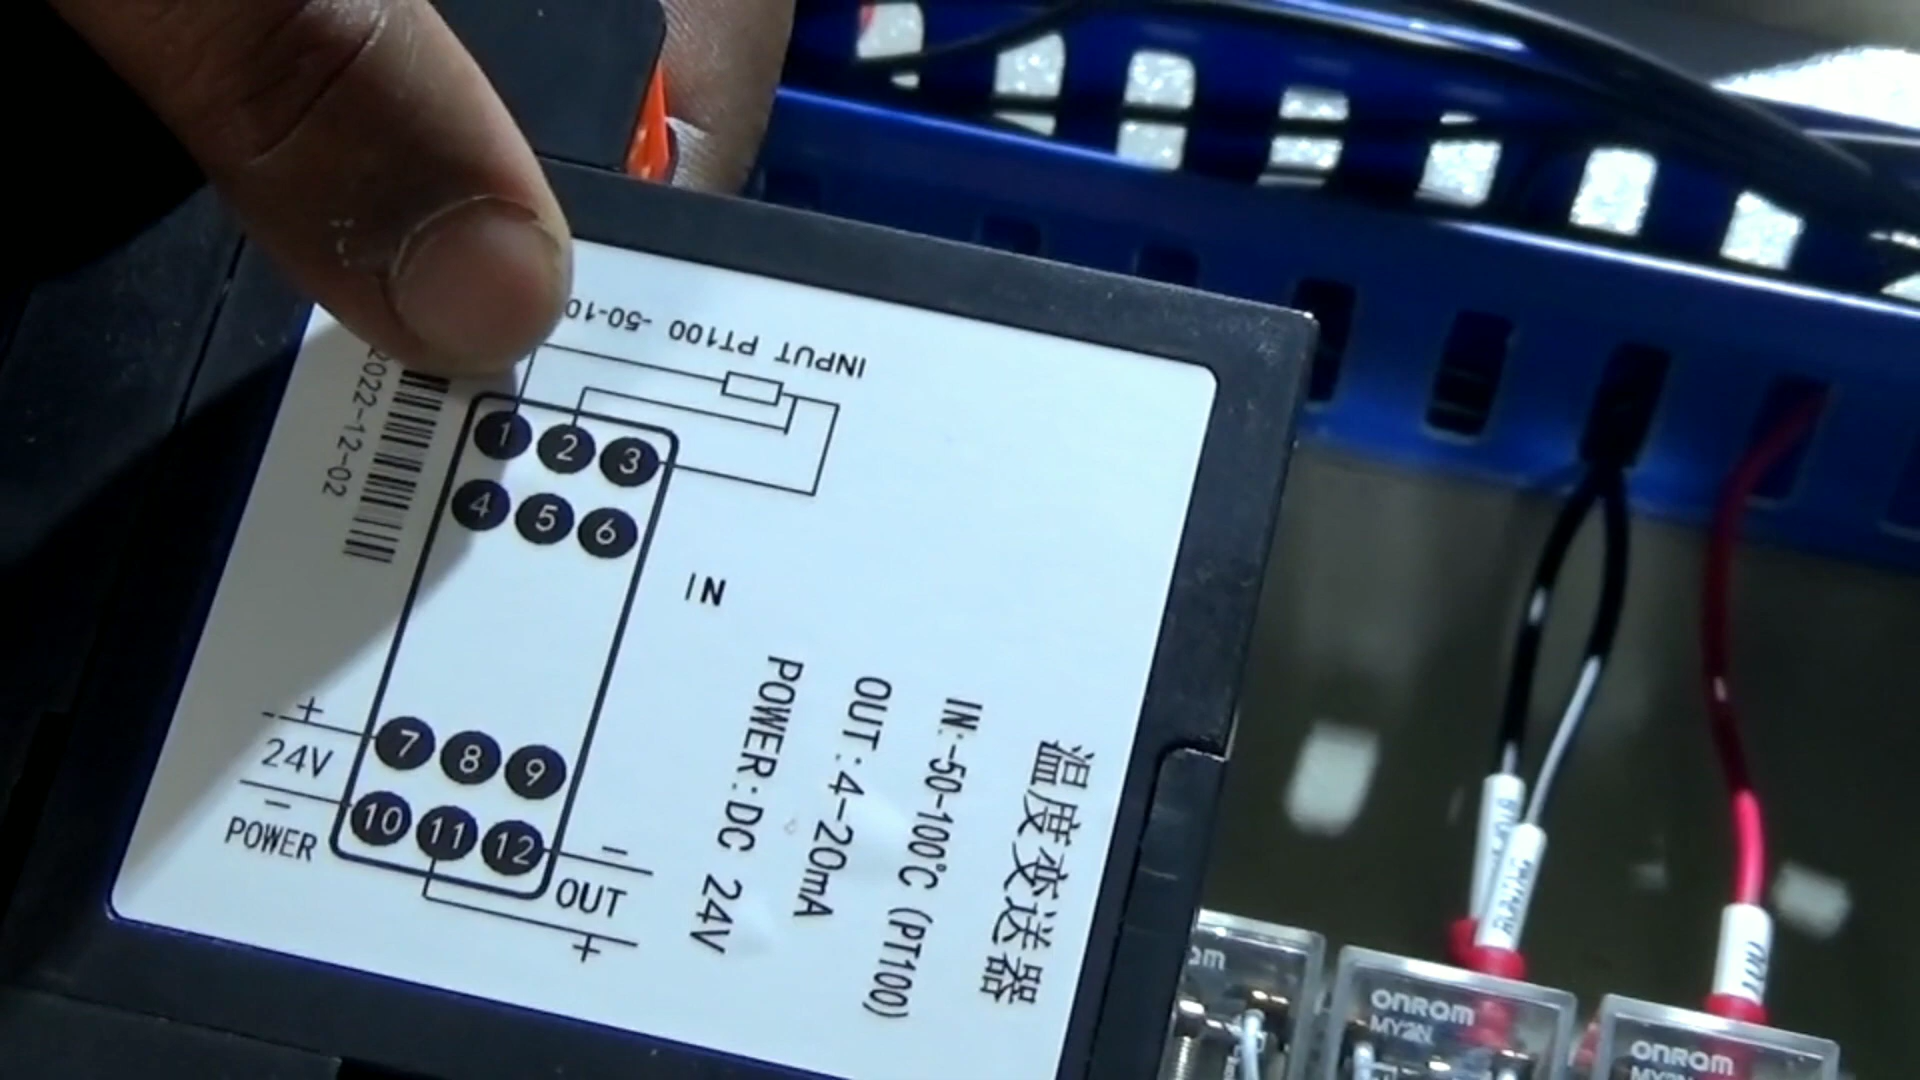 温度变送器
IN:-50-100℃ (PT100)
OUT:4-20mA
POWER:DC 24V
INPUT PT100 -50-10
2022-12-02
1 2 3
4 5 6
IN
7 8 9
10 11 12
+
24V
-
POWER
-
OUT
+
ONROM
MY2N
ONROM